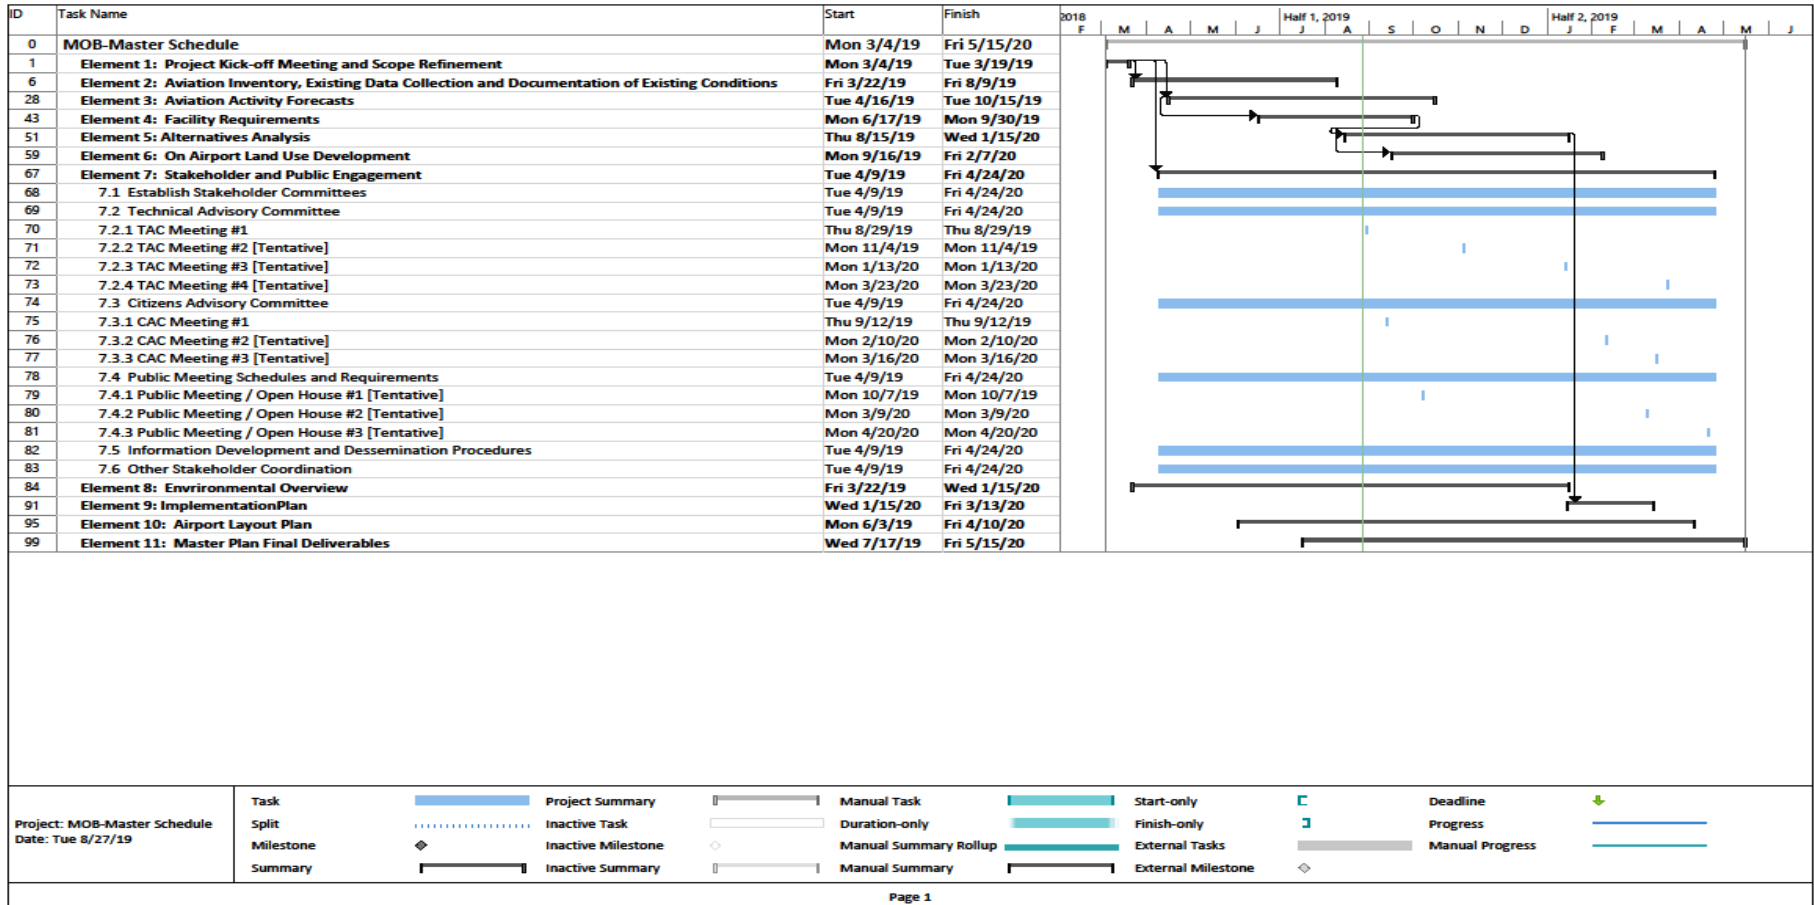 ID Task Name Start Finish 2018 Half 1, 2019 Half 2, 2019
F M A M J J A S O N D J F M A M J
0 MOB-Master Schedule Mon 3/4/19 Fri 5/15/20
1 Element 1: Project Kick-off Meeting and Scope Refinement Mon 3/4/19 Tue 3/19/19
6 Element 2: Aviation Inventory, Existing Data Collection and Documentation of Existing Conditions Fri 3/22/19 Fri 8/9/19
28 Element 3: Aviation Activity Forecasts Tue 4/16/19 Tue 10/15/19
43 Element 4: Facility Requirements Mon 6/17/19 Mon 9/30/19
51 Element 5: Alternatives Analysis Thu 8/15/19 Wed 1/15/20
59 Element 6: On Airport Land Use Development Mon 9/16/19 Fri 2/7/20
67 Element 7: Stakeholder and Public Engagement Tue 4/9/19 Fri 4/24/20
68 7.1 Establish Stakeholder Committees Tue 4/9/19 Fri 4/24/20
69 7.2 Technical Advisory Committee Tue 4/9/19 Fri 4/24/20
70 7.2.1 TAC Meeting #1 Thu 8/29/19 Thu 8/29/19
71 7.2.2 TAC Meeting #2 [Tentative] Mon 11/4/19 Mon 11/4/19
72 7.2.3 TAC Meeting #3 [Tentative] Mon 1/13/20 Mon 1/13/20
73 7.2.4 TAC Meeting #4 [Tentative] Mon 3/23/20 Mon 3/23/20
74 7.3 Citizens Advisory Committee Tue 4/9/19 Fri 4/24/20
75 7.3.1 CAC Meeting #1 Thu 9/12/19 Thu 9/12/19
76 7.3.2 CAC Meeting #2 [Tentative] Mon 2/10/20 Mon 2/10/20
77 7.3.3 CAC Meeting #3 [Tentative] Mon 3/16/20 Mon 3/16/20
78 7.4 Public Meeting Schedules and Requirements Tue 4/9/19 Fri 4/24/20
79 7.4.1 Public Meeting / Open House #1 [Tentative] Mon 10/7/19 Mon 10/7/19
80 7.4.2 Public Meeting / Open House #2 [Tentative] Mon 3/9/20 Mon 3/9/20
81 7.4.3 Public Meeting / Open House #3 [Tentative] Mon 4/20/20 Mon 4/20/20
82 7.5 Information Development and Dessemination Procedures Tue 4/9/19 Fri 4/24/20
83 7.6 Other Stakeholder Coordination Tue 4/9/19 Fri 4/24/20
84 Element 8: Envrironmental Overview Fri 3/22/19 Wed 1/15/20
91 Element 9: ImplementationPlan Wed 1/15/20 Fri 3/13/20
95 Element 10: Airport Layout Plan Mon 6/3/19 Fri 4/10/20
99 Element 11: Master Plan Final Deliverables Wed 7/17/19 Fri 5/15/20
Project: MOB-Master Schedule
Date: Tue 8/27/19
Task Project Summary Manual Task Start-only Deadline
Split Inactive Task Duration-only Finish-only Progress
Milestone Inactive Milestone Manual Summary Rollup External Tasks Manual Progress
Summary Inactive Summary Manual Summary External Milestone
Page 1